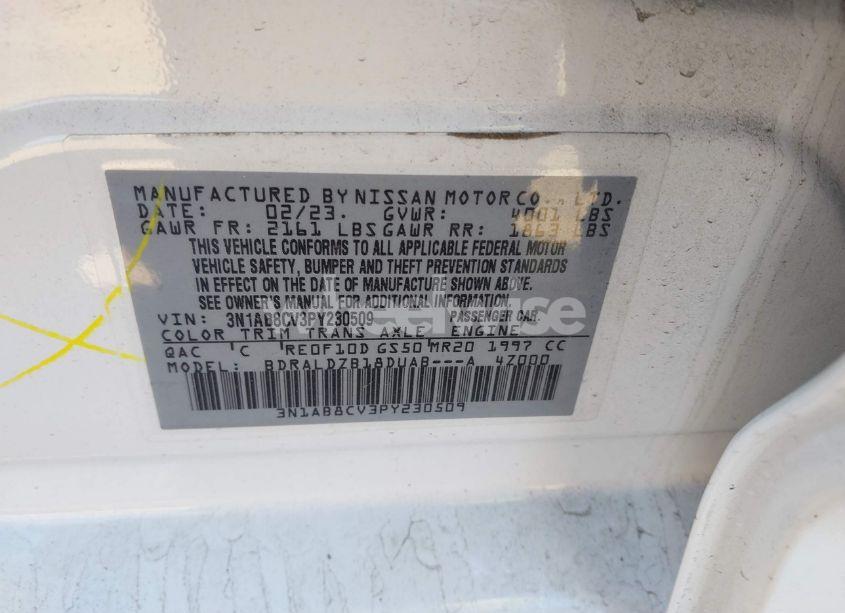 MANUFACTURED BY NISSAN MOTOR CO., LTD.
DATE: 02/23. GVWR: 4001 LBS
GAWR FR: 2161 LBS GAWR RR: 1863 LBS
THIS VEHICLE CONFORMS TO ALL APPLICABLE FEDERAL MOTOR
VEHICLE SAFETY, BUMPER AND THEFT PREVENTION STANDARDS
IN EFFECT ON THE DATE OF MANUFACTURE SHOWN ABOVE.
SEE OWNER'S MANUAL FOR ADDITIONAL INFORMATION.
VIN: 3N1AB8CV3PY230509 PASSENGER CAR.
COLOR TRIM TRANS AXLE ENGINE
QAC 'C RE0F10D GS50 MR20 1997 CC
MODEL: BDRALDZB18DUAB---A 4Z000
3N1AB8CV3PY230509